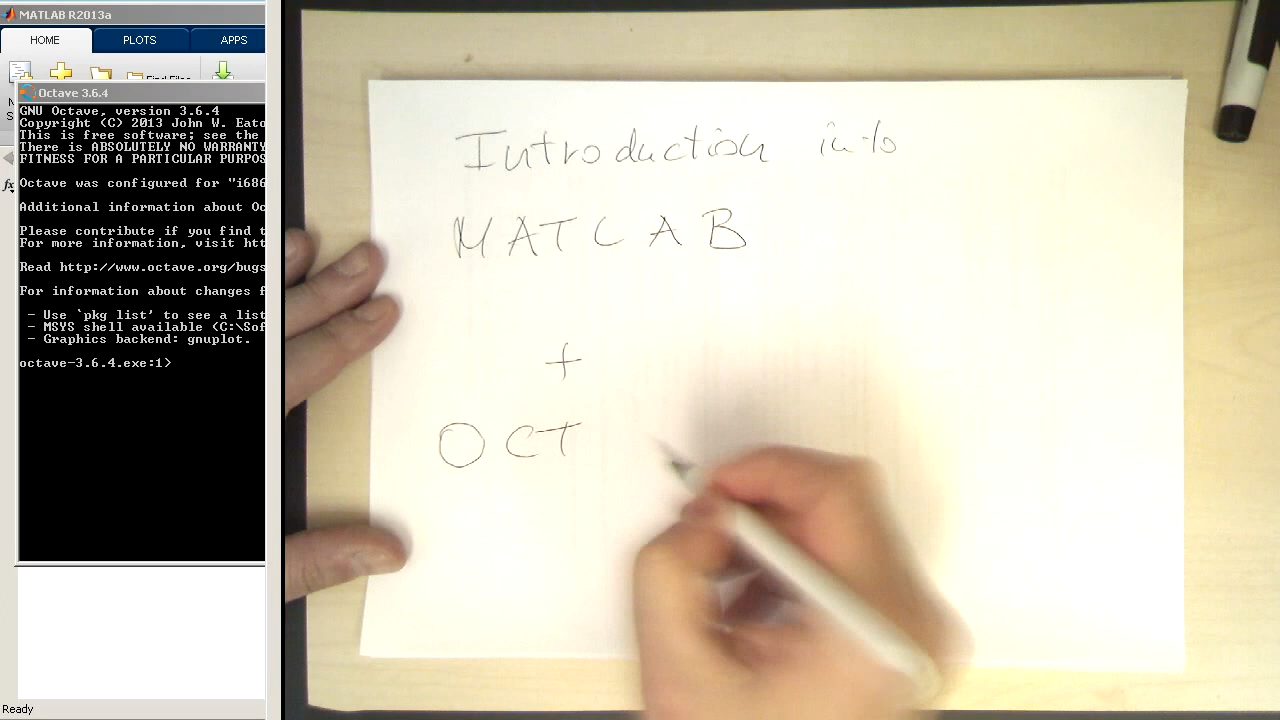 MATLAB R2013a
HOME PLOTS APPS
Octave 3.6.4
GNU Octave, version 3.6.4
Copyright (C) 2013 John W. Eato
This is free software; see the
There is ABSOLUTELY NO WARRANTY
FITNESS FOR A PARTICULAR PURPOS
Octave was configured for "i686
Additional information about Oc
Please contribute if you find t
For more information, visit htt
Read http://www.octave.org/bugs
For information about changes f
- Use `pkg list' to see a list
- MSYS shell available (C:\Sof
- Graphics backend: gnuplot.
octave-3.6.4.exe:1>
Ready
Introduction into
MATLAB
+
OCT